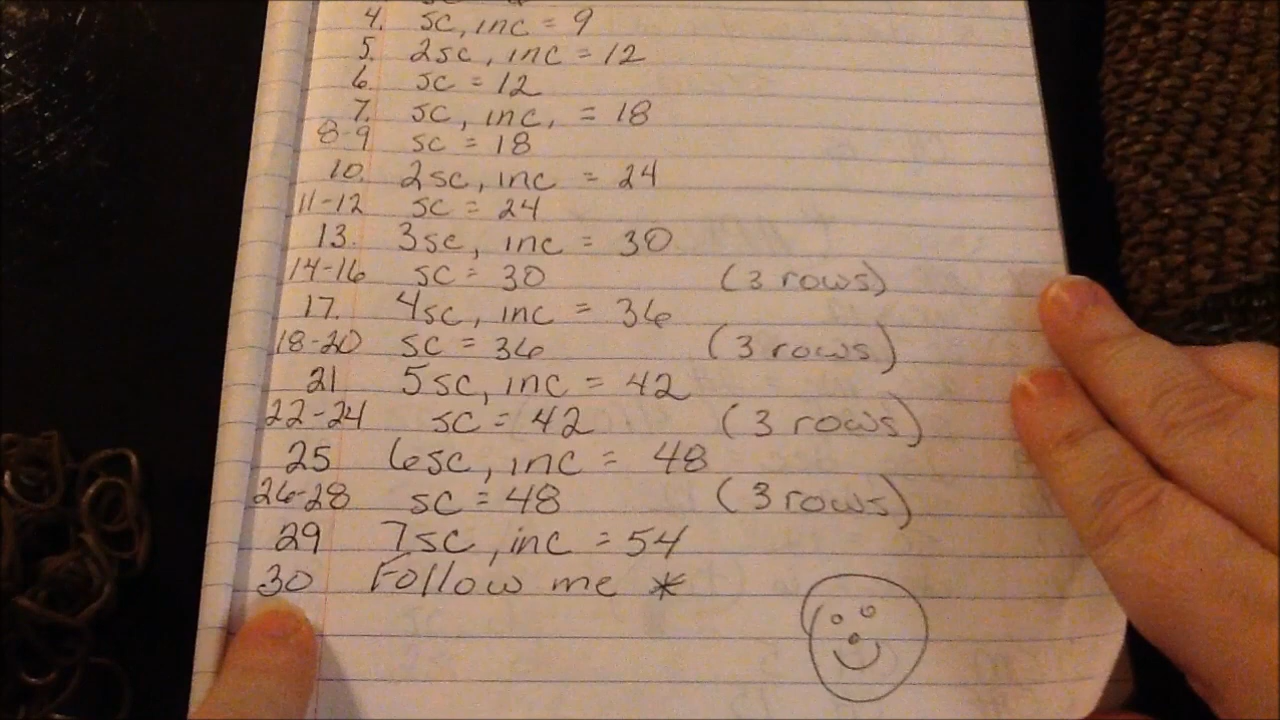 4. sc, inc = 9
5. 2sc, inc = 12
6. sc = 12
7. sc, inc, = 18
8-9 sc = 18
10. 2sc, inc = 24
11-12 sc = 24
13. 3sc, inc = 30
14-16 sc = 30 (3 rows)
17. 4sc, inc = 36
18-20 sc = 36 (3 rows)
21 5sc, inc = 42
22-24 sc = 42 (3 rows)
25 6sc, inc = 48
26-28 sc = 48 (3 rows)
29 7sc, inc = 54
30 Follow me *